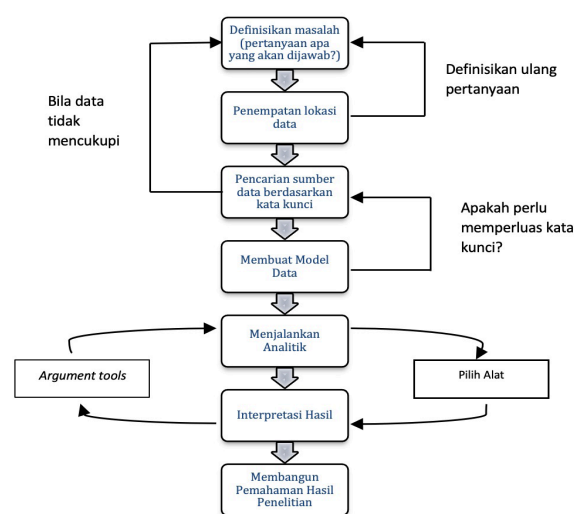 Definisikan masalah
(pertanyaan apa
yang akan dijawab?)
Definisikan ulang
pertanyaan
Bila data
tidak
mencukupi
Penempatan lokasi
data
Pencarian sumber
data berdasarkan
kata kunci
Apakah perlu
memperluas kata
kunci?
Membuat Model
Data
Menjalankan
Analitik
Argument tools
Pilih Alat
Interpretasi Hasil
Membangun
Pemahaman Hasil
Penelitian